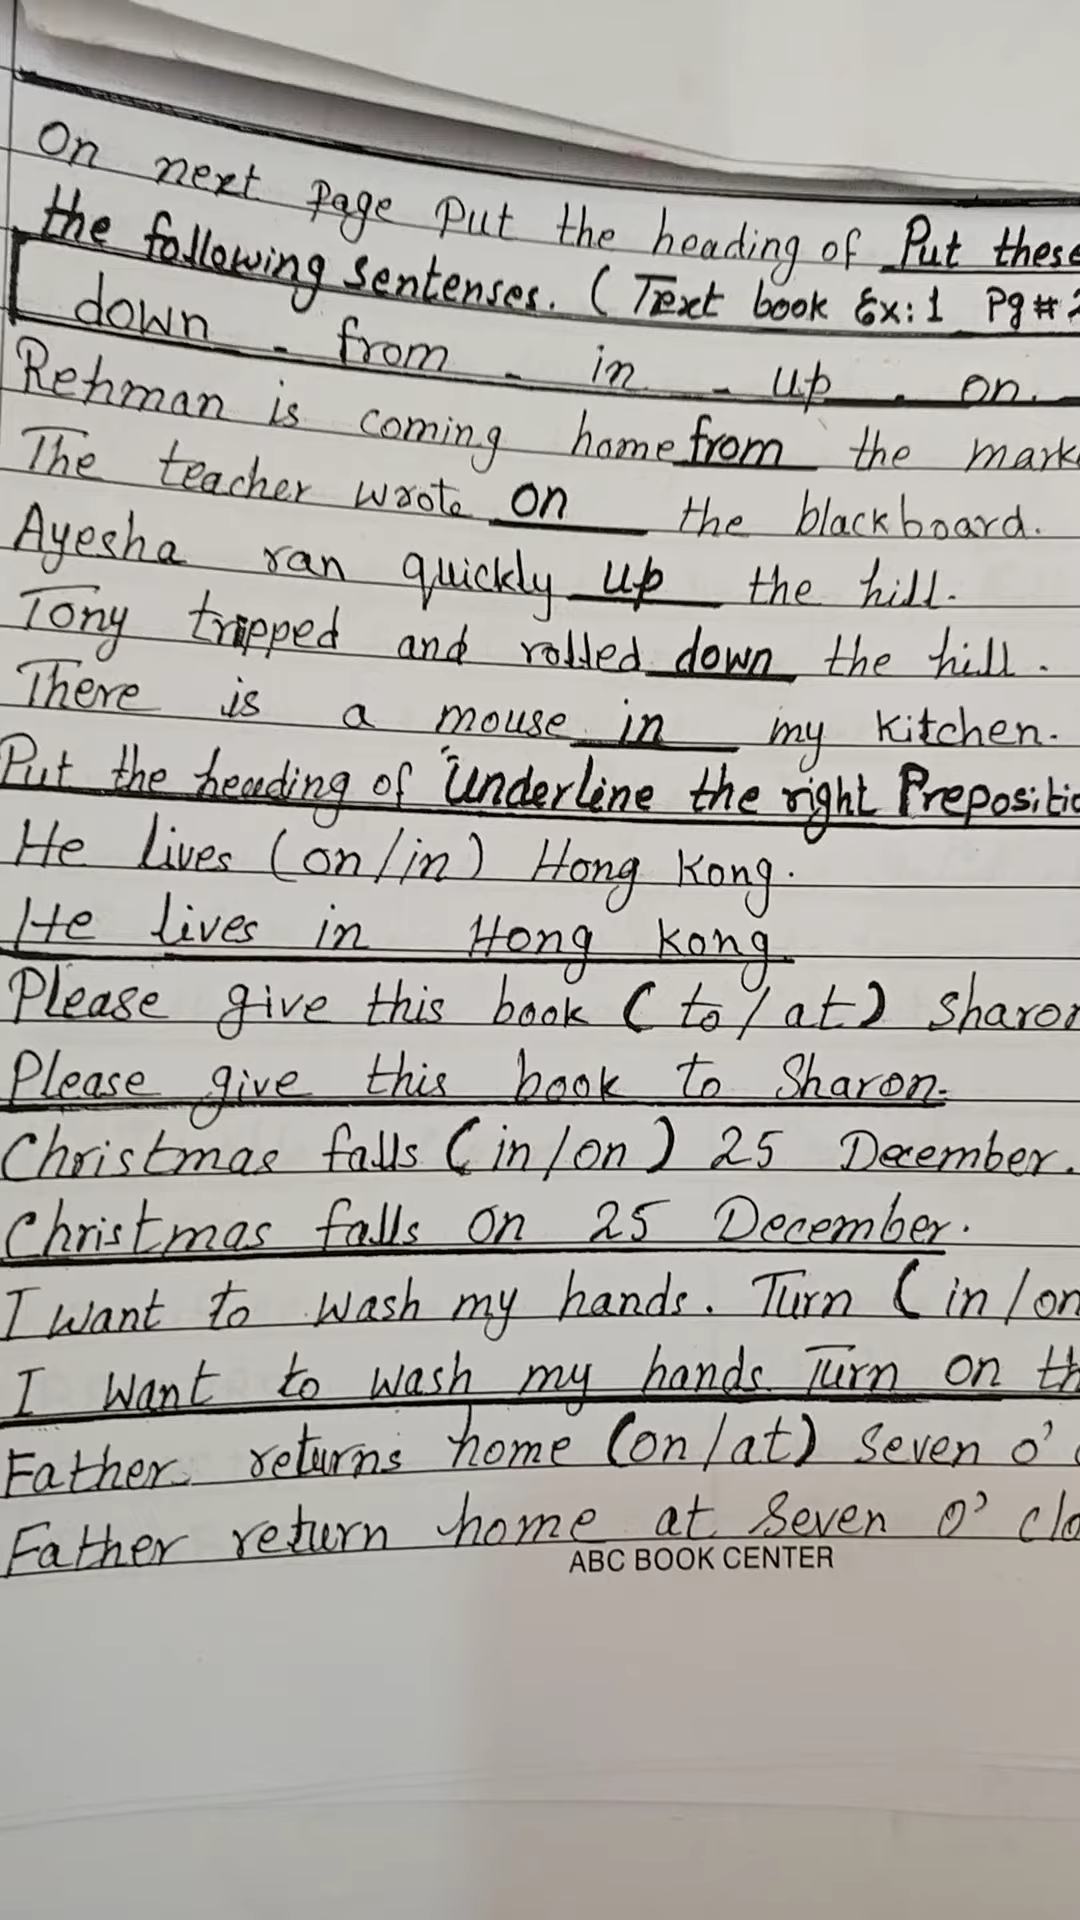 On next page Put the heading of Put these
the following sentenses. (Text book Ex:1 Pg#
down - from - in - up - on.
Rehman is coming home from the
The teacher wrote on the blackboard.
Ayesha ran quickly up the hill.
Tony tripped and rolled down the hill.
There is a mouse in my kitchen.
Put the heading of "Underline the right
He lives (on/in) Hong Kong.
He lives in Hong Kong.
Please give this book (to/at)
Please give this book to Sharon.
Christmas falls (in/on) 25 December.
Christmas falls on 25 December.
I want to wash my hands. Turn (in/on
I want to wash my hands. Turn on
Father returns home (on/at) Seven o'
Father return home at Seven O'
ABC BOOK CENTER